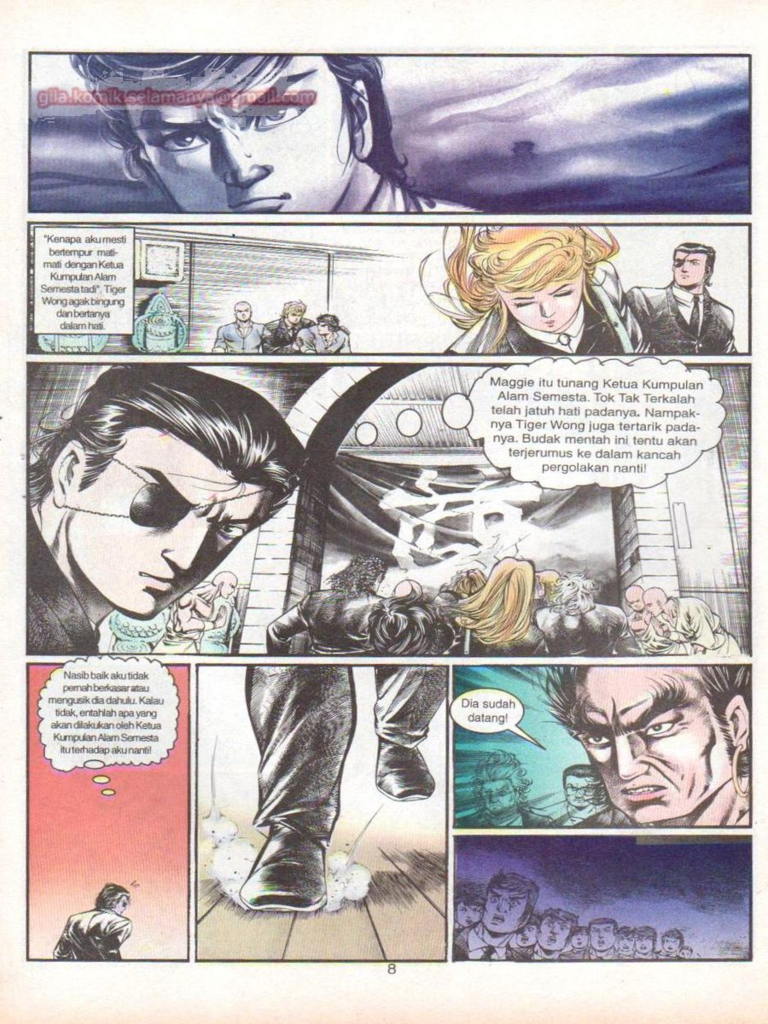 gila.komik.selamanya@gmail.com
"Kenapa aku mesti
bertempur mati-
mati dengan Ketua
Kumpulan Alam
Semesta tadi", Tiger
Wong agak bingung
dan bertanya
dalam hati.
Maggie itu tunang Ketua Kumpulan
Alam Semesta. Tok Tak Terkalah
telah jatuh hati padanya. Nampak-
nya Tiger Wong juga tertarik pada-
nya. Budak mentah ini tentu akan
terjerumus ke dalam kancah
pergolakan nanti!
Nasib baik aku tidak
pernah berkasar atau
mengusik dia dahulu. Kalau
tidak, entahlah apa yang
akan dilakukan oleh Ketua
Kumpulan Alam Semesta
itu terhadap aku nanti!
Dia sudah
datang!
8